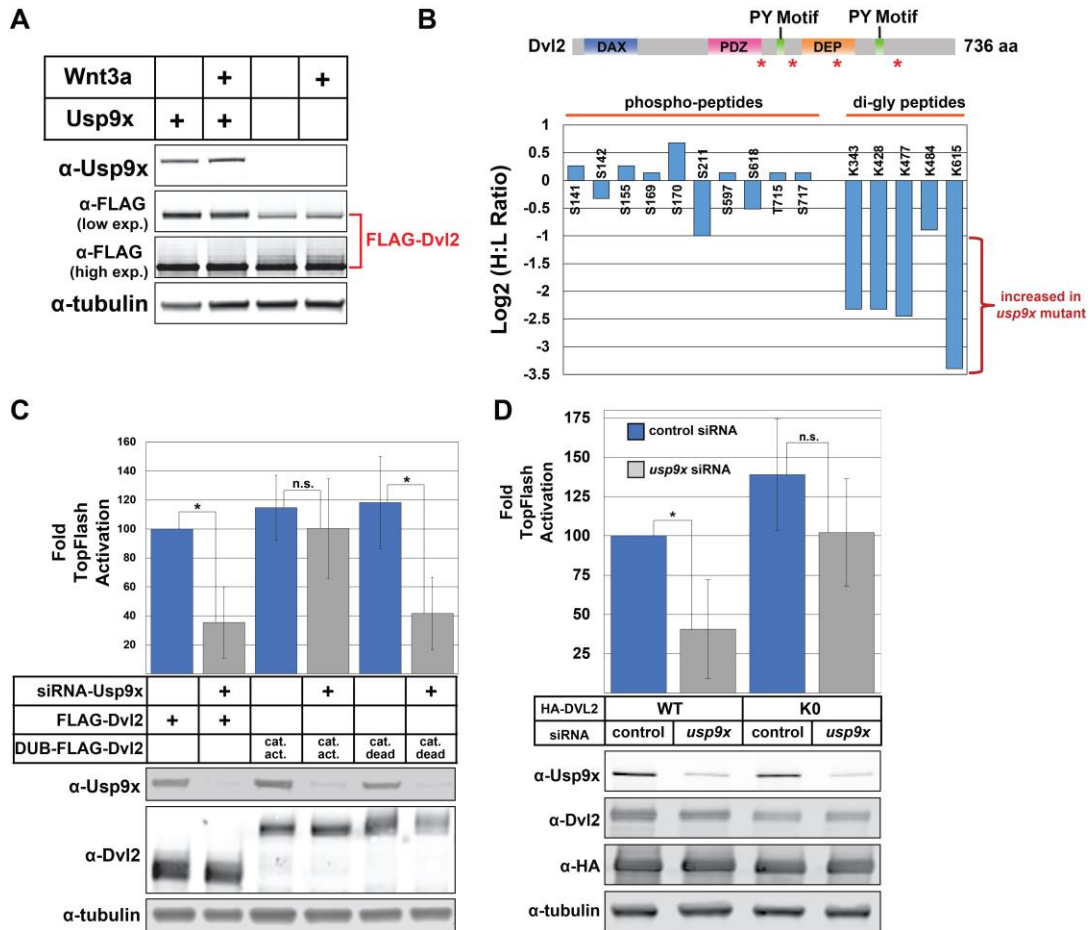 A
Wnt3a + +
Usp9x + +
α-Usp9x
α-FLAG
(low exp.)
α-FLAG
(high exp.)
FLAG-Dvl2
α-tubulin
B
PY Motif PY Motif
Dvl2 DAX PDZ DEP 736 aa
* * * *
phospho-peptides di-gly peptides
Log2 (H:L Ratio)
1
0.5
0
-0.5
-1
-1.5
-2
-2.5
-3
-3.5
S141 S142 S155 S169 S170 S211 S597 S618 T715 S717 K343 K428 K477 K484 K615
increased in
usp9x mutant
C
Fold
TopFlash
Activation
160
140
120
100
80
60
40
20
* n.s. *
siRNA-Usp9x + + +
FLAG-Dvl2 + +
DUB-FLAG-Dvl2 cat. act. cat. act. cat. dead cat. dead
α-Usp9x
α-Dvl2
α-tubulin
D
Fold
TopFlash
Activation
175
150
125
100
75
50
25
control siRNA
usp9x siRNA
* n.s.
HA-DVL2 WT K0
siRNA control usp9x control usp9x
α-Usp9x
α-Dvl2
α-HA
α-tubulin